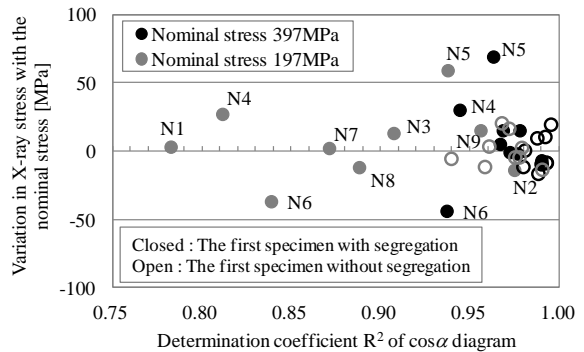 100
50
0
-50
-100
Variation in X-ray stress with the
nominal stress [MPa]
Nominal stress 397MPa
Nominal stress 197MPa
N5
N5
N4
N4
N1
N7
N3
N9
N8
N2
N6
N6
Closed : The first specimen with segregation
Open : The first specimen without segregation
0.75
0.80
0.85
0.90
0.95
1.00
Determination coefficient R² of cosα diagram